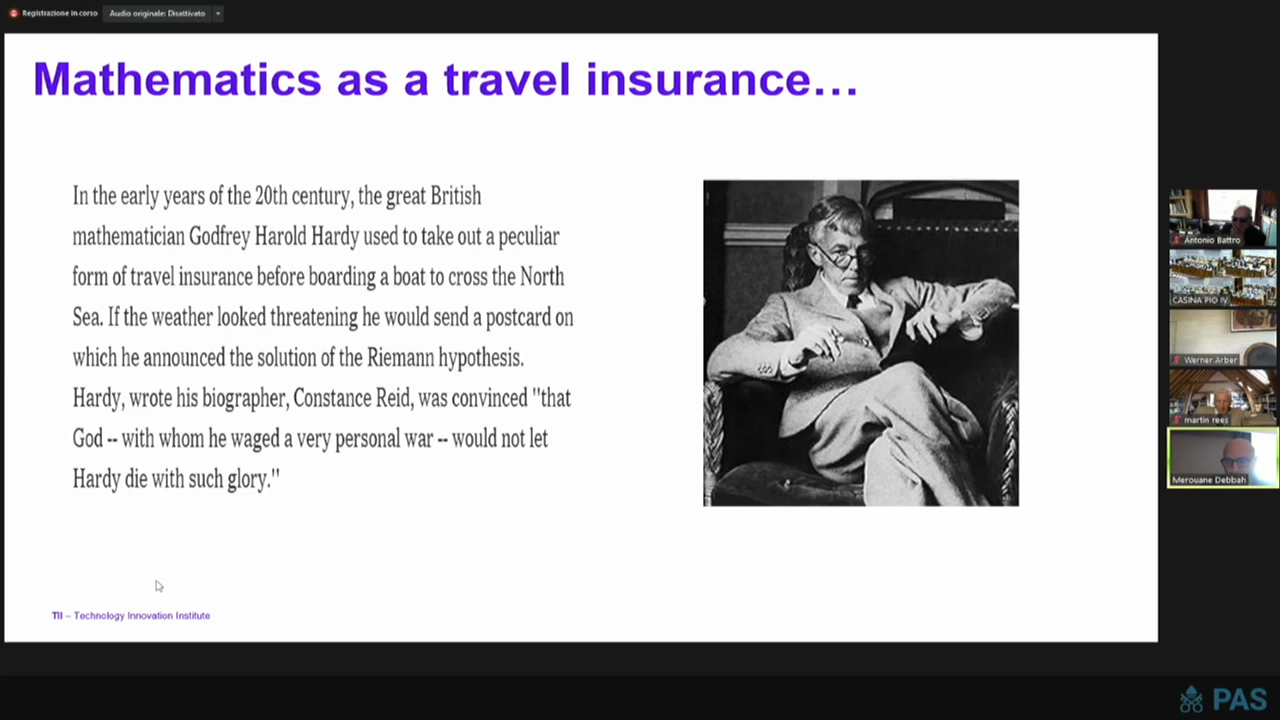 Registrazione in corso
Audio originale: Disattivato
Mathematics as a travel insurance…
In the early years of the 20th century, the great British
mathematician Godfrey Harold Hardy used to take out a peculiar
form of travel insurance before boarding a boat to cross the North
Sea. If the weather looked threatening he would send a postcard on
which he announced the solution of the Riemann hypothesis.
Hardy, wrote his biographer, Constance Reid, was convinced "that
God -- with whom he waged a very personal war -- would not let
Hardy die with such glory."
TII – Technology Innovation Institute
Antonio Battro
CASINA PIO IV
Werner Arber
martin rees
Merouane Debbah
PAS